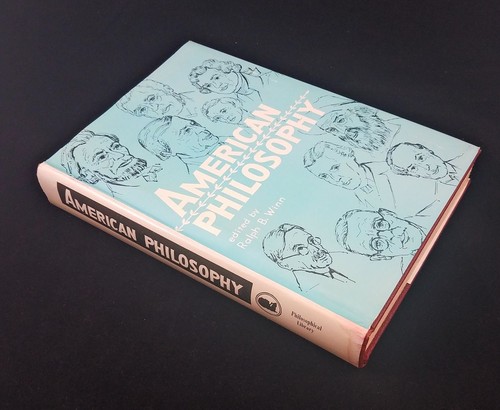 AMERICAN
PHILOSOPHY
edited by
Ralph B. Winn
AMERICAN PHILOSOPHY
Philosophical
Library